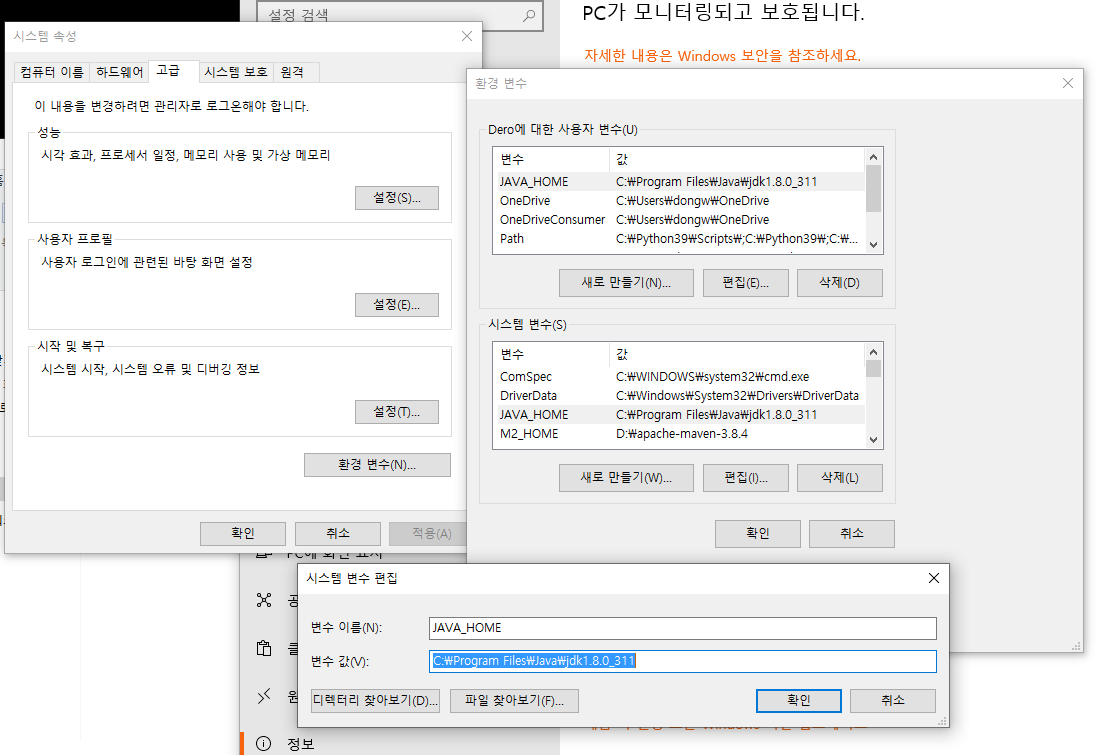 설정 검색
PC가 모니터링되고 보호됩니다.
자세한 내용은 Windows 보안을 참조하세요.
시스템 속성
컴퓨터 이름 하드웨어 고급 시스템 보호 원격
이 내용을 변경하려면 관리자로 로그온해야 합니다.
성능
시각 효과, 프로세서 일정, 메모리 사용 및 가상 메모리
설정(S)...
사용자 프로필
사용자 로그인에 관련된 바탕 화면 설정
설정(E)...
시작 및 복구
시스템 시작, 시스템 오류 및 디버깅 정보
설정(T)...
환경 변수(N)...
확인 취소 적용(A)
환경 변수
Dero에 대한 사용자 변수(U)
변수 값
JAVA_HOME C:₩Program Files₩Java₩jdk1.8.0_311
OneDrive C:₩Users₩dongw₩OneDrive
OneDriveConsumer C:₩Users₩dongw₩OneDrive
Path C:₩Python39₩Scripts₩;C:₩Python39₩;C:₩...
새로 만들기(N)... 편집(E)... 삭제(D)
시스템 변수(S)
변수 값
ComSpec C:₩WINDOWS₩system32₩cmd.exe
DriverData C:₩Windows₩System32₩Drivers₩DriverData
JAVA_HOME C:₩Program Files₩Java₩jdk1.8.0_311
M2_HOME D:₩apache-maven-3.8.4
새로 만들기(W)... 편집(I)... 삭제(L)
확인 취소
시스템 변수 편집
변수 이름(N): JAVA_HOME
변수 값(V): C:₩Program Files₩Java₩jdk1.8.0_311
디렉터리 찾아보기(D)... 파일 찾아보기(F)... 확인 취소
정보